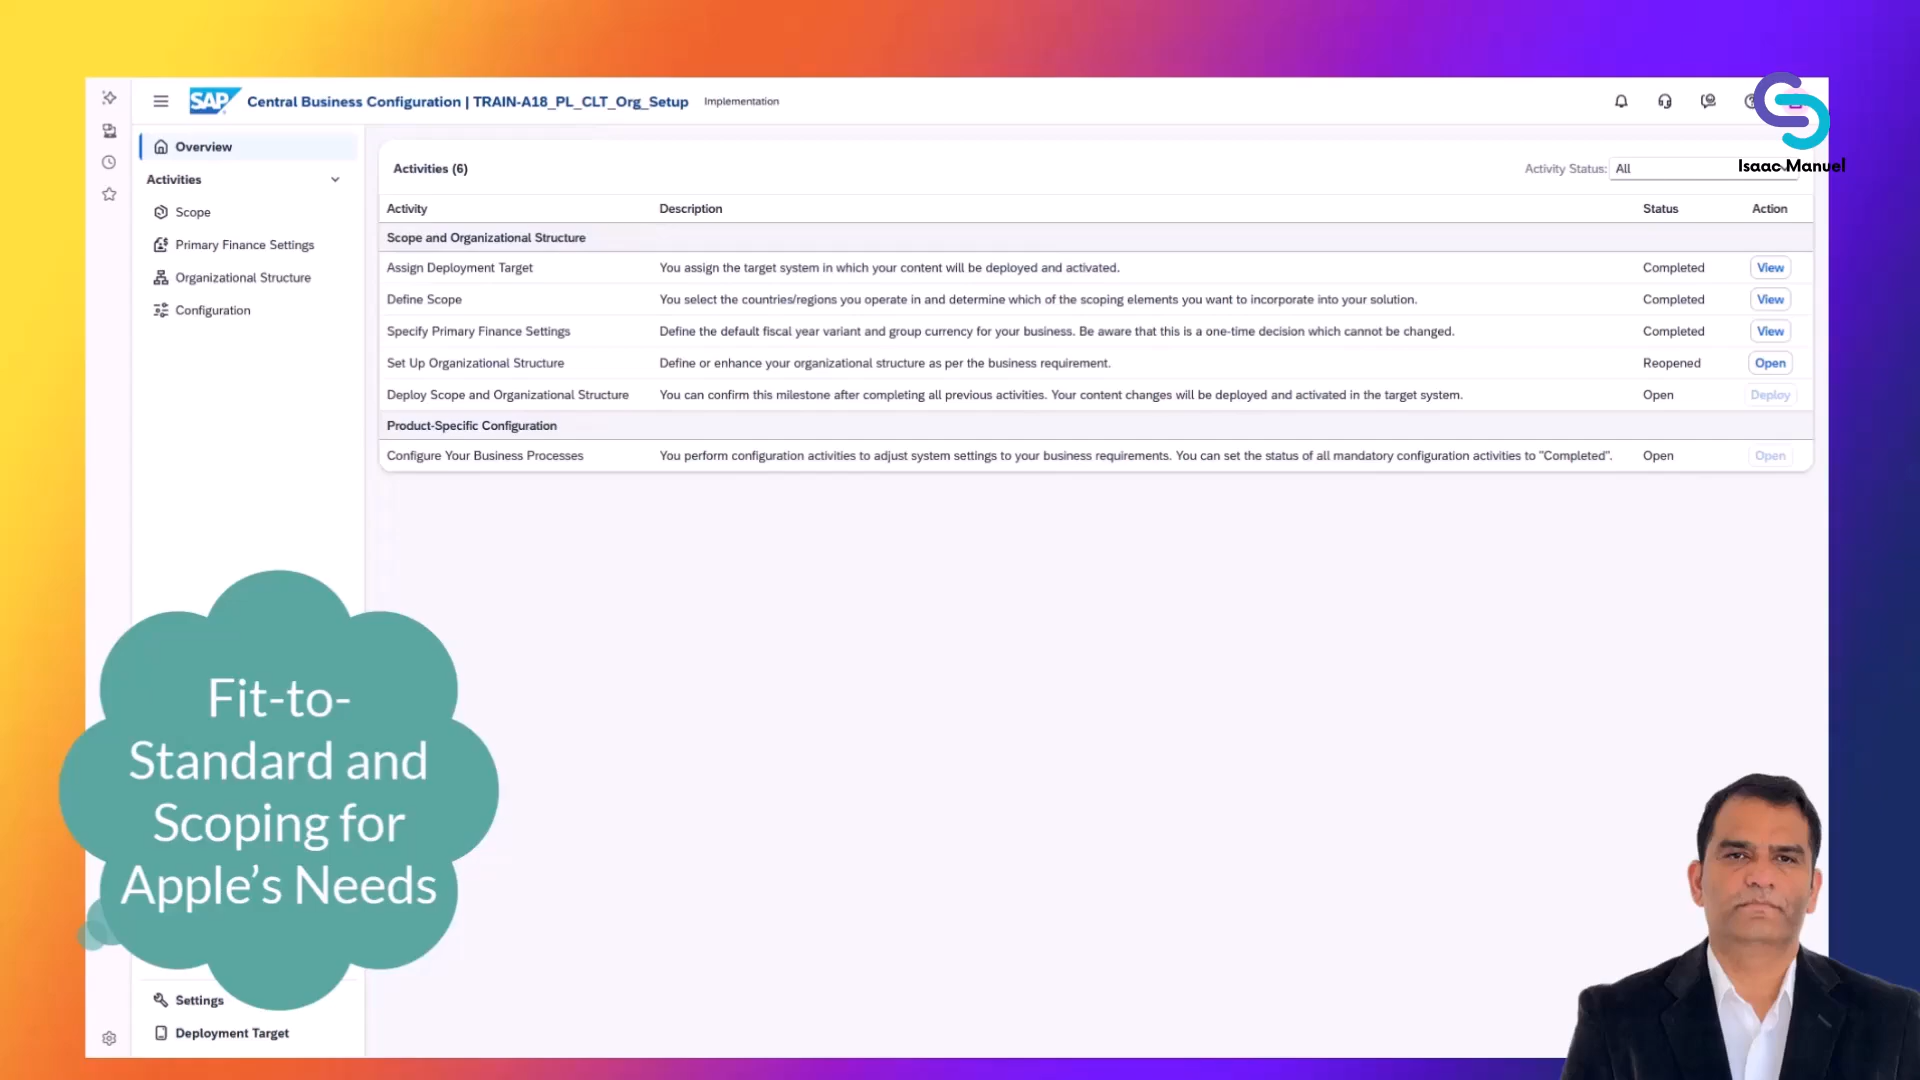 SAP Central Business Configuration | TRAIN-A18_PL_CLT_Org_Setup Implementation
Isaac Manuel
Overview
Activities
Scope
Primary Finance Settings
Organizational Structure
Configuration
Activities (6)
Activity Status: All
Activity Description Status Action
Scope and Organizational Structure
Assign Deployment Target You assign the target system in which your content will be deployed and activated. Completed View
Define Scope You select the countries/regions you operate in and determine which of the scoping elements you want to incorporate into your solution. Completed View
Specify Primary Finance Settings Define the default fiscal year variant and group currency for your business. Be aware that this is a one-time decision which cannot be changed. Completed View
Set Up Organizational Structure Define or enhance your organizational structure as per the business requirement. Reopened Open
Deploy Scope and Organizational Structure You can confirm this milestone after completing all previous activities. Your content changes will be deployed and activated in the target system. Open Deploy
Product-Specific Configuration
Configure Your Business Processes You perform configuration activities to adjust system settings to your business requirements. You can set the status of all mandatory configuration activities to "Completed". Open Open
Fit-to-
Standard and
Scoping for
Apple’s Needs
Settings
Deployment Target